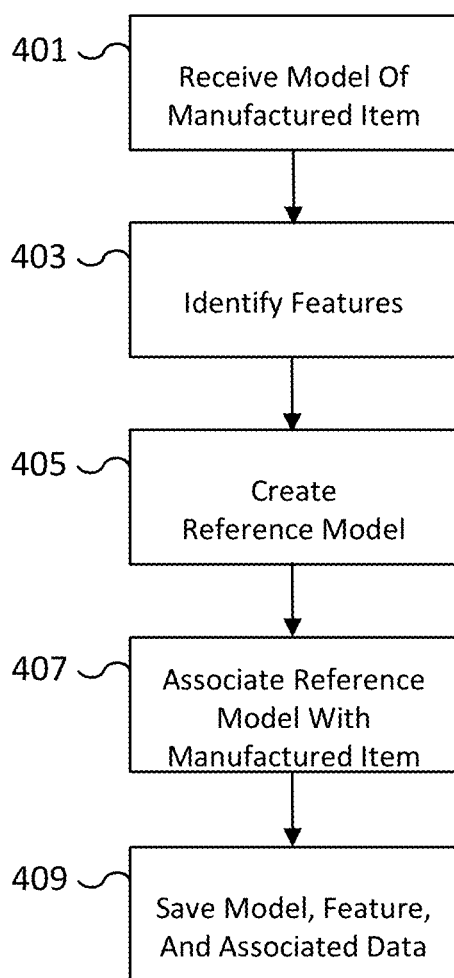 401
Receive Model Of
Manufactured Item
403
Identify Features
405
Create
Reference Model
407
Associate Reference
Model With
Manufactured Item
409
Save Model, Feature,
And Associated Data